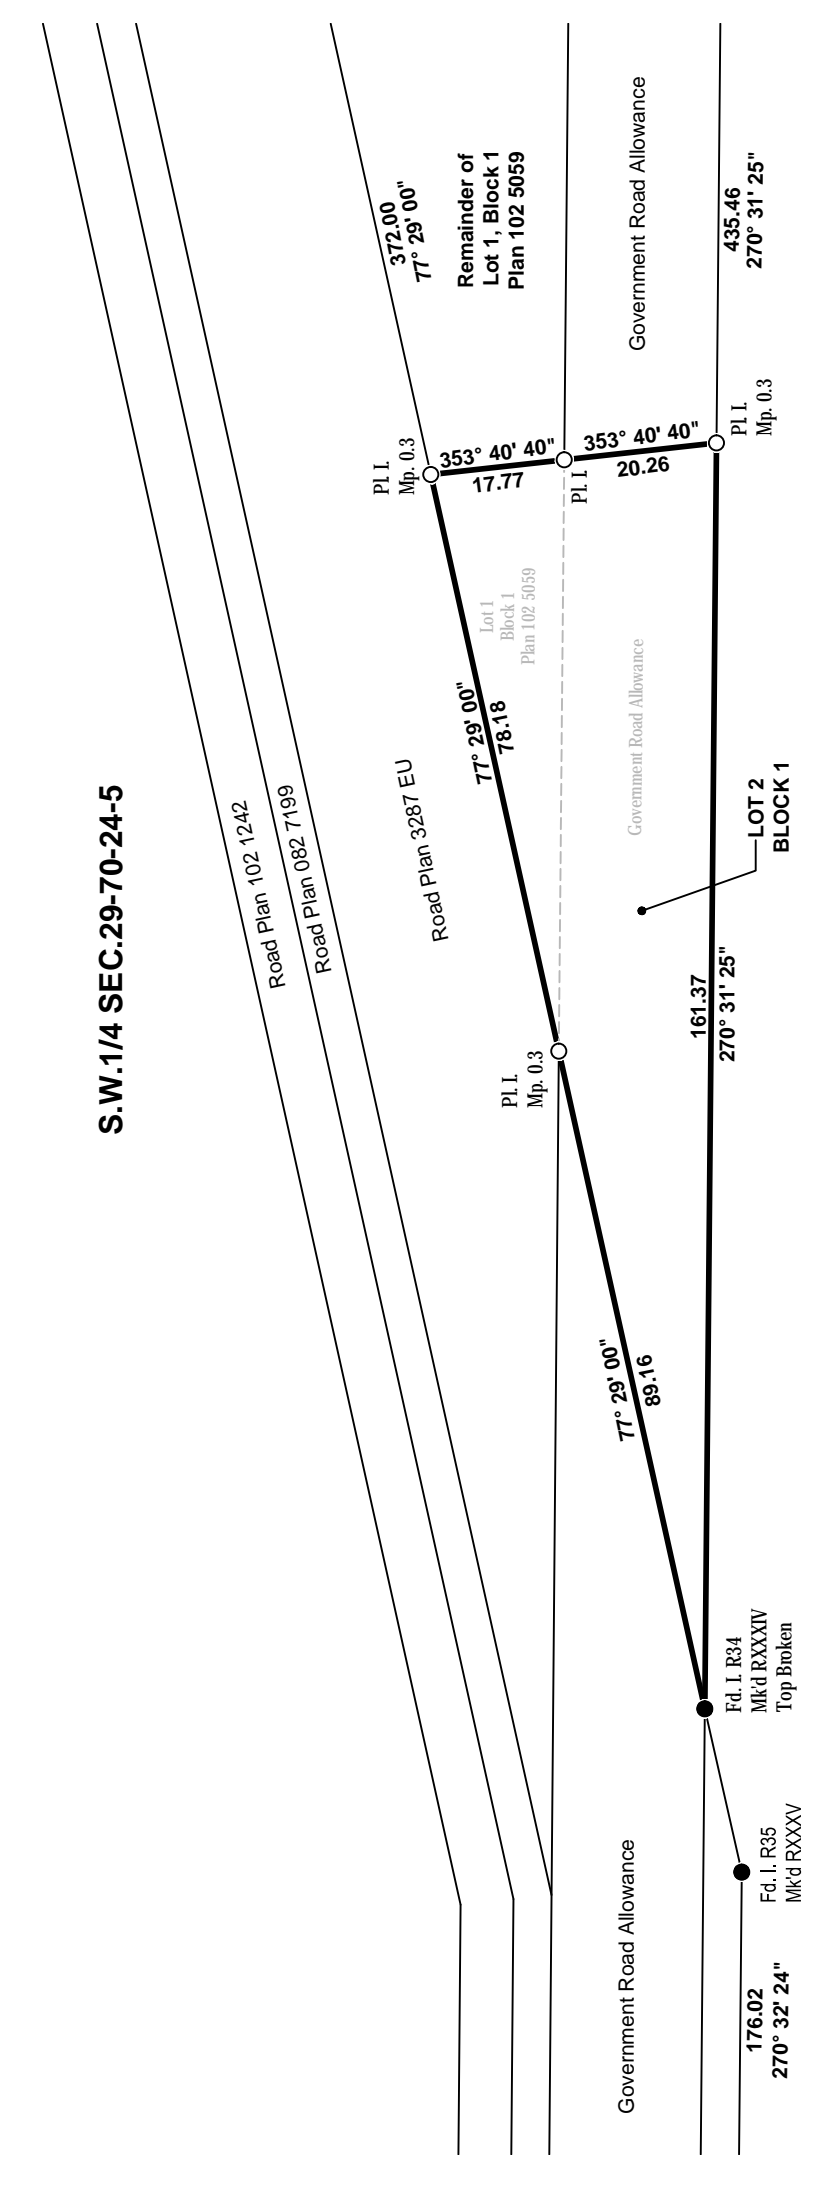 S.W.1/4 SEC.29-70-24-5
Road Plan 102 1242
Road Plan 082 7199
Road Plan 3287 EU
372.00
77° 29' 00"
Remainder of
Lot 1, Block 1
Plan 102 5059
Government Road Allowance
435.46
270° 31' 25"
Pl I.
Mp. 0.3
353° 40' 40"
17.77
Pl. I.
353° 40' 40"
20.26
Pl I.
Mp. 0.3
77° 29' 00"
78.18
Lot 1
Block 1
Plan 102 5059
Government Road Allowance
LOT 2
BLOCK 1
161.37
270° 31' 25"
Pl. I.
Mp. 0.3
77° 29' 00"
89.16
Fd. I. R34
Mk'd RXXXIV
Top Broken
Fd. I. R35
Mk'd RXXXV
Government Road Allowance
176.02
270° 32' 24"